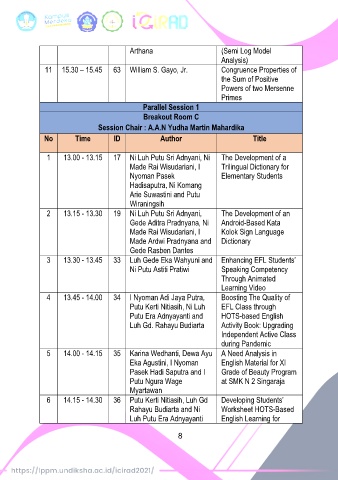 Kampus
Merdeka
iCIRAD
Arthana (Semi Log Model
Analysis)
11 15.30 – 15.45 63 William S. Gayo, Jr. Congruence Properties of
the Sum of Positive
Powers of two Mersenne
Primes
Parallel Session 1
Breakout Room C
Session Chair : A.A.N Yudha Martin Mahardika
No Time ID Author Title
1 13.00 - 13.15 17 Ni Luh Putu Sri Adnyani, Ni The Development of a
Made Rai Wisudariani, I Trilingual Dictionary for
Nyoman Pasek Elementary Students
Hadisaputra, Ni Komang
Arie Suwastini and Putu
Wiraningsih
2 13.15 - 13.30 19 Ni Luh Putu Sri Adnyani, The Development of an
Gede Aditra Pradnyana, Ni Android-Based Kata
Made Rai Wisudariani, I Kolok Sign Language
Made Ardwi Pradnyana and Dictionary
Gede Rasben Dantes
3 13.30 - 13.45 33 Luh Gede Eka Wahyuni and Enhancing EFL Students'
Ni Putu Astiti Pratiwi Speaking Competency
Through Animated
Learning Video
4 13.45 - 14.00 34 I Nyoman Adi Jaya Putra, Boosting The Quality of
Putu Kerti Nitiasih, Ni Luh EFL Class through
Putu Era Adnyayanti and HOTS-based English
Luh Gd. Rahayu Budiarta Activity Book: Upgrading
Independent Active Class
during Pandemic
5 14.00 - 14.15 35 Karina Wedhanti, Dewa Ayu A Need Analysis in
Eka Agustini, I Nyoman English Material for XI
Pasek Hadi Saputra and I Grade of Beauty Program
Putu Ngura Wage at SMK N 2 Singaraja
Myartawan
6 14.15 - 14.30 36 Putu Kerti Nitiasih, Luh Gd Developing Students'
Rahayu Budiarta and Ni Worksheet HOTS-Based
Luh Putu Era Adnyayanti English Learning for
8
https://lppm.undiksha.ac.id/icirad2021/